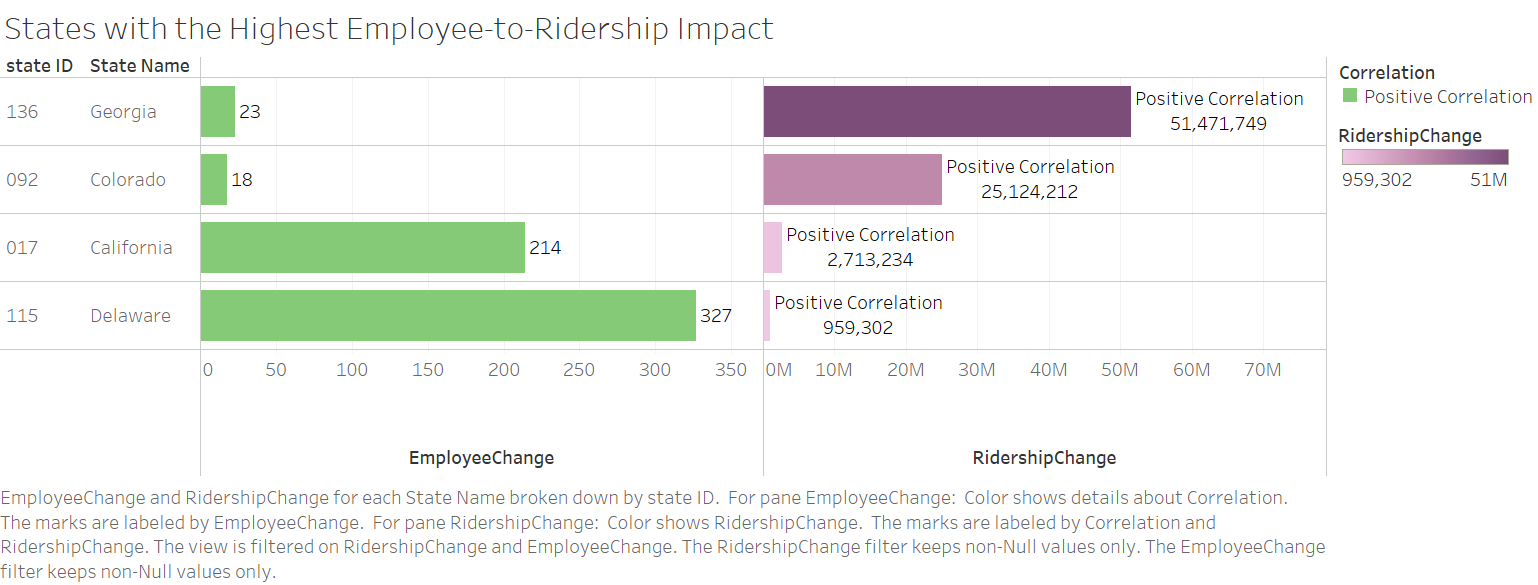 States with the Highest Employee-to-Ridership Impact
state ID State Name
136 Georgia 23 Positive Correlation
51,471,749
092 Colorado 18 Positive Correlation
25,124,212
017 California 214 Positive Correlation
2,713,234
115 Delaware 327 Positive Correlation
959,302
0 50 100 150 200 250 300 350 0M 10M 20M 30M 40M 50M 60M 70M
EmployeeChange RidershipChange
Correlation
Positive Correlation
RidershipChange
959,302 51M
EmployeeChange and RidershipChange for each State Name broken down by state ID. For pane EmployeeChange: Color shows details about Correlation.
The marks are labeled by EmployeeChange. For pane RidershipChange: Color shows RidershipChange. The marks are labeled by Correlation and
RidershipChange. The view is filtered on RidershipChange and EmployeeChange. The RidershipChange filter keeps non-Null values only. The EmployeeChange
filter keeps non-Null values only.